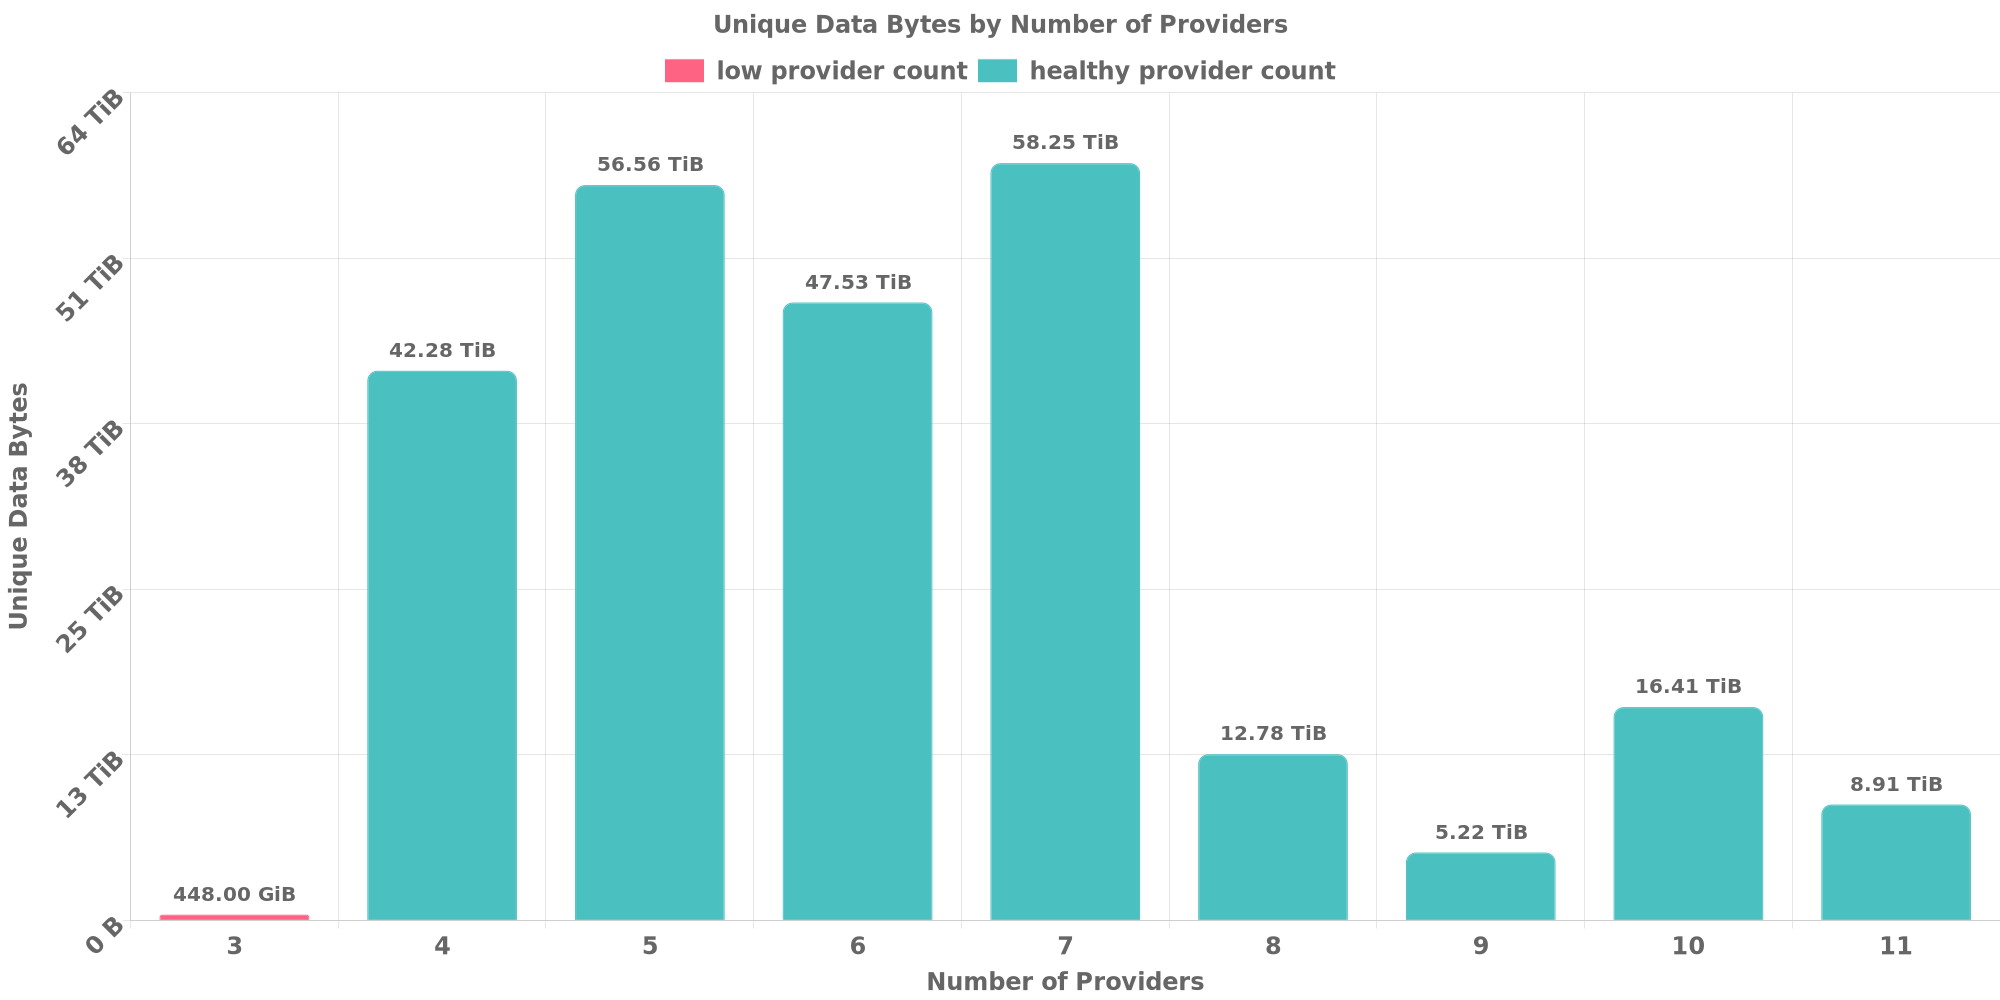 Unique Data Bytes by Number of Providers
low provider count healthy provider count
64 TiB
51 TiB
38 TiB
25 TiB
13 TiB
0 B
Unique Data Bytes
448.00 GiB
42.28 TiB
56.56 TiB
47.53 TiB
58.25 TiB
12.78 TiB
5.22 TiB
16.41 TiB
8.91 TiB
3 4 5 6 7 8 9 10 11
Number of Providers